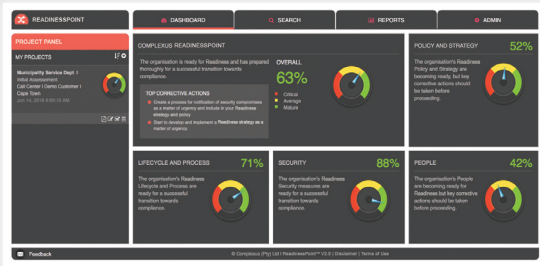 READINESSPOINT
DASHBOARD
SEARCH
REPORTS
ADMIN
PROJECT PANEL
MY PROJECTS
Municipality Service Dept I
Initial Assessment
Call Center I Demo Customer I
Cape Town
COMPLEXUS READINESSPOINT
The organisation is ready for Readiness and has prepared
thoroughly for a successful transition towards
compliance.
TOP CORRECTIVE ACTIONS
Create a process for notification of security compromises
as a matter of urgency and include in your Readiness
strategy and policy
Start to develop and implement a Readiness strategy as a
matter of urgency.
OVERALL
63%
Critical
Average
Mature
POLICY AND STRATEGY
52%
The organisation's Readiness
Policy and Strategy are
becoming ready, but key
corrective actions should
be taken before
proceeding.
LIFECYCLE AND PROCESS
71%
The organisation's Readiness
Lifecycle and Process are
ready for a successful
transition towards
compliance.
SECURITY
88%
The organisation's Readiness
Security measures are
ready for a successful
transition towards
compliance.
PEOPLE
42%
The organisation's People
are becoming ready for
Readiness but key corrective
actions should be taken
before proceeding.
Feedback
© Complexus (Pty) Ltd I ReadinessPoint™ V2.0 | Disclaimer | Terms of Use